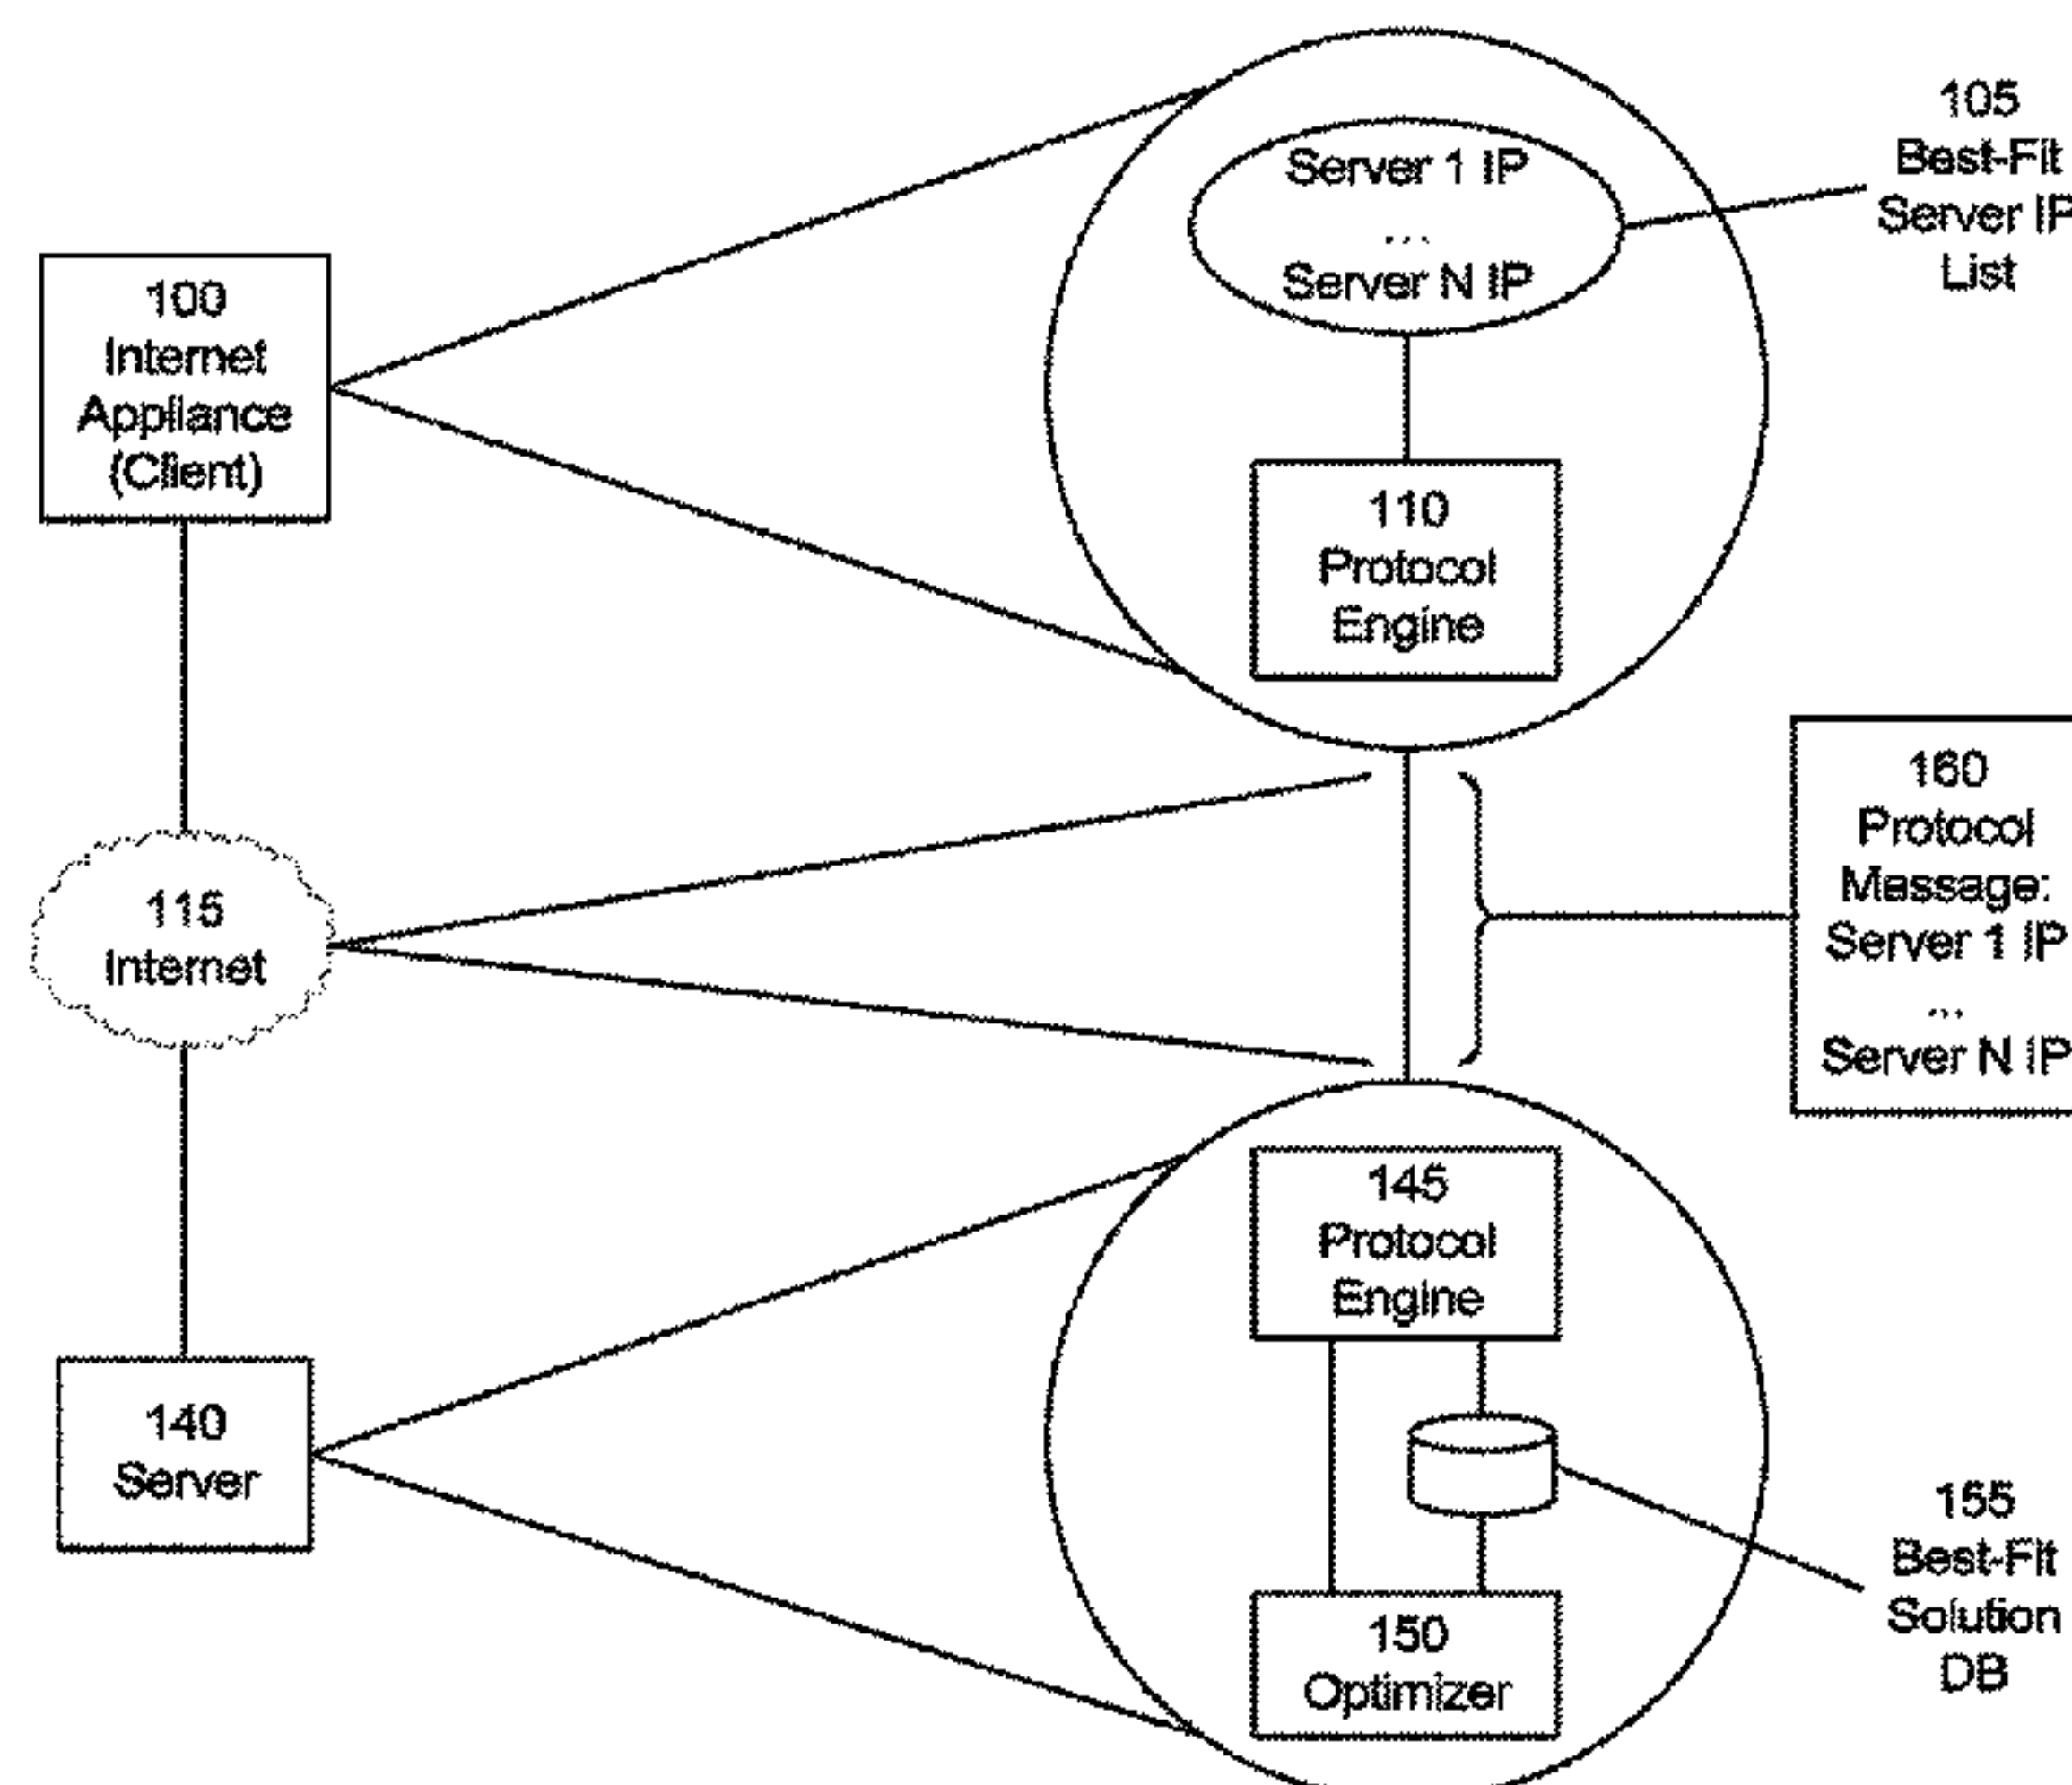 105
Best-Fit
Server IP
List
Server 1 IP
...
Server N IP
100
Internet
Appliance
(Client)
110
Protocol
Engine
160
Protocol
Message:
Server 1 IP
...
Server N IP
115
Internet
145
Protocol
Engine
140
Server
155
Best-Fit
Solution
DB
150
Optimizer